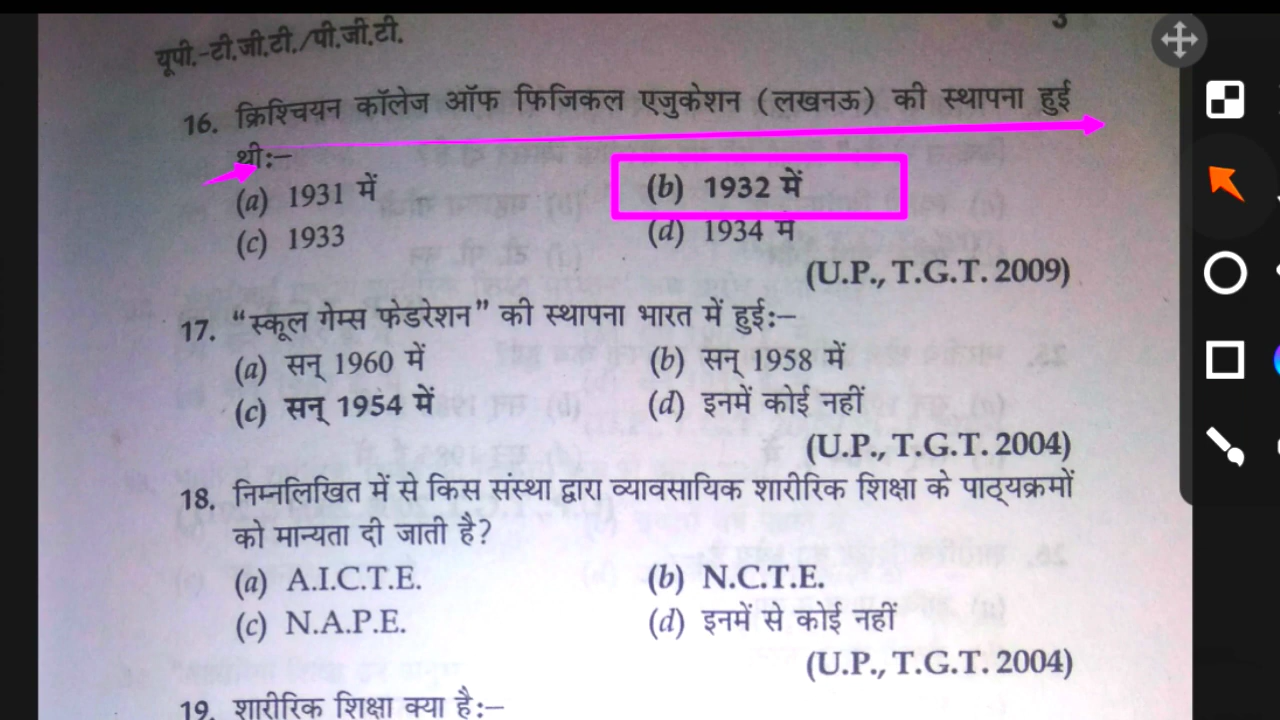 यूपी.-टी.जी.टी./पी.जी.टी.
3
16. क्रिश्चियन कॉलेज ऑफ फिजिकल एजुकेशन (लखनऊ) की स्थापना हुई
थी:–
(a) 1931 में (b) 1932 में
(c) 1933 (d) 1934 में
(U.P., T.G.T. 2009)
17. “स्कूल गेम्स फेडरेशन” की स्थापना भारत में हुई:–
(a) सन् 1960 में (b) सन् 1958 में
(c) सन् 1954 में (d) इनमें कोई नहीं
(U.P., T.G.T. 2004)
18. निम्नलिखित में से किस संस्था द्वारा व्यावसायिक शारीरिक शिक्षा के पाठ्यक्रमों
को मान्यता दी जाती है?
(a) A.I.C.T.E. (b) N.C.T.E.
(c) N.A.P.E. (d) इनमें से कोई नहीं
(U.P., T.G.T. 2004)
19. शारीरिक शिक्षा क्या है:–